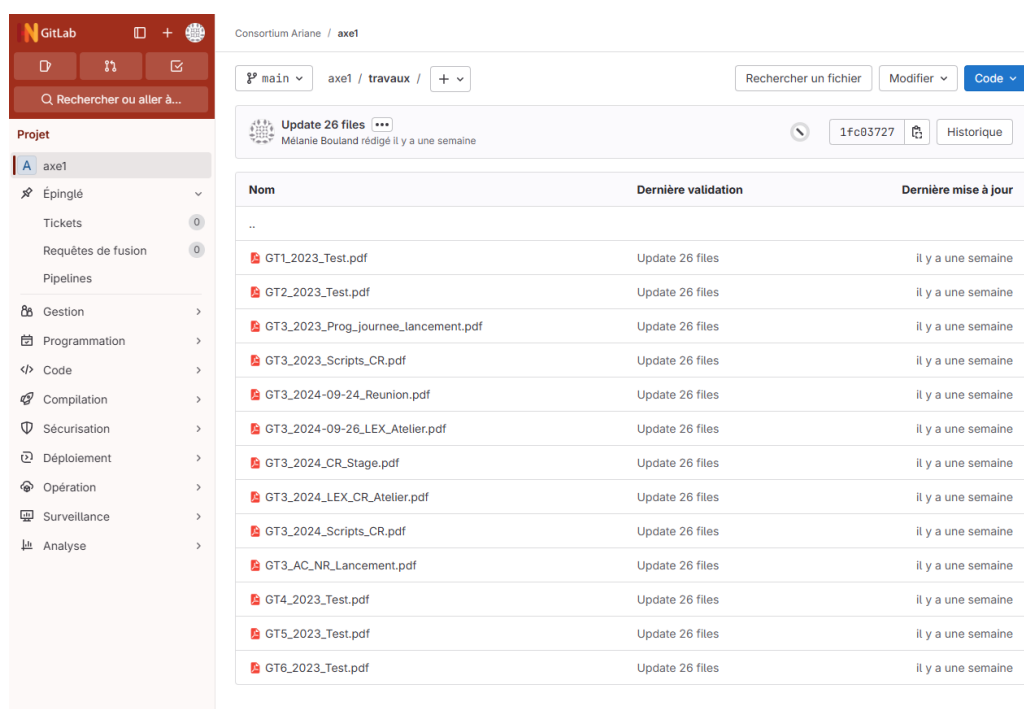 GitLab
Rechercher ou aller à...
Projet
A axe1
Épinglé
Tickets 0
Requêtes de fusion 0
Pipelines
Gestion
Programmation
Code
Compilation
Sécurisation
Déploiement
Opération
Surveillance
Analyse
Consortium Ariane / axe1
main axe1 / travaux / + Rechercher un fichier Modifier Code
Update 26 files
Mélanie Bouland rédigé il y a une semaine
1fc03727 Historique
Nom Dernière validation Dernière mise à jour
..
GT1_2023_Test.pdf Update 26 files il y a une semaine
GT2_2023_Test.pdf Update 26 files il y a une semaine
GT3_2023_Prog_journee_lancement.pdf Update 26 files il y a une semaine
GT3_2023_Scripts_CR.pdf Update 26 files il y a une semaine
GT3_2024-09-24_Reunion.pdf Update 26 files il y a une semaine
GT3_2024-09-26_LEX_Atelier.pdf Update 26 files il y a une semaine
GT3_2024_CR_Stage.pdf Update 26 files il y a une semaine
GT3_2024_LEX_CR_Atelier.pdf Update 26 files il y a une semaine
GT3_2024_Scripts_CR.pdf Update 26 files il y a une semaine
GT3_AC_NR_Lancement.pdf Update 26 files il y a une semaine
GT4_2023_Test.pdf Update 26 files il y a une semaine
GT5_2023_Test.pdf Update 26 files il y a une semaine
GT6_2023_Test.pdf Update 26 files il y a une semaine